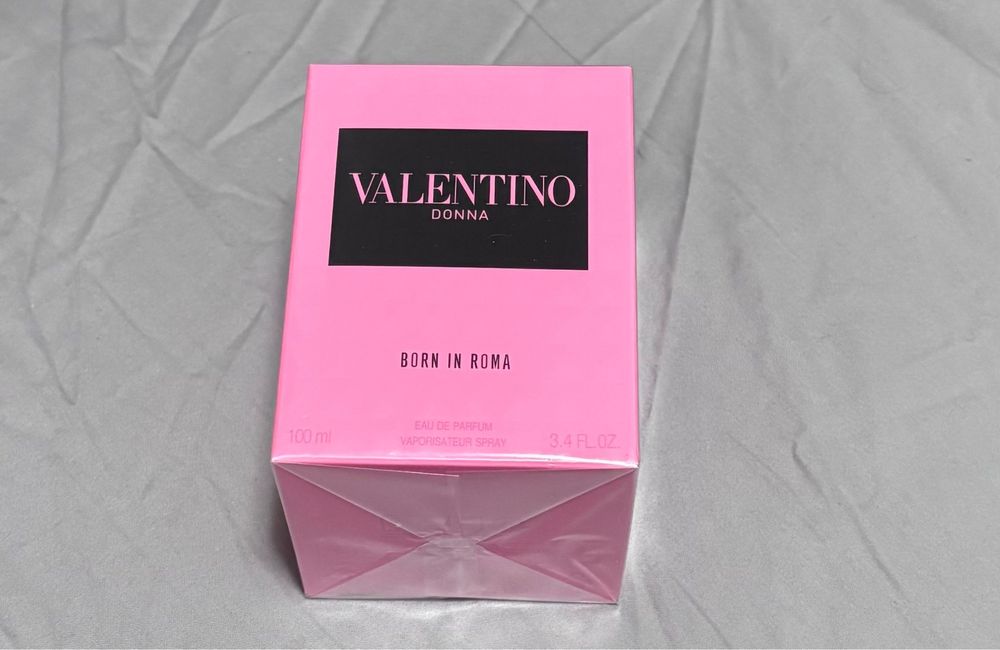 VALENTINO
DONNA
BORN IN ROMA
EAU DE PARFUM
100 ml VAPORISATEUR SPRAY 3.4 FL.OZ.